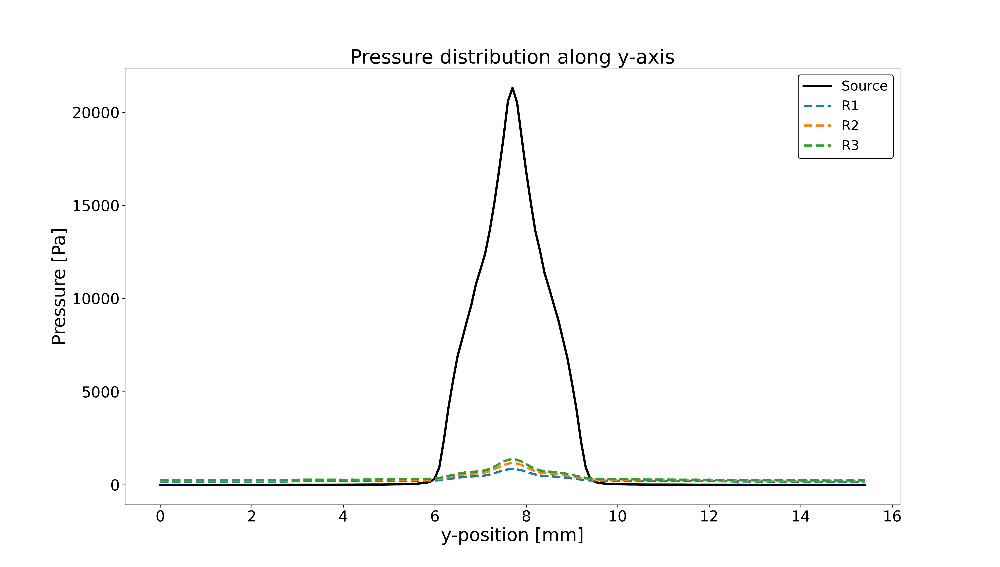 Pressure distribution along y-axis
Source
R1
R2
R3
20000
15000
10000
5000
0
Pressure [Pa]
0 2 4 6 8 10 12 14 16
y-position [mm]